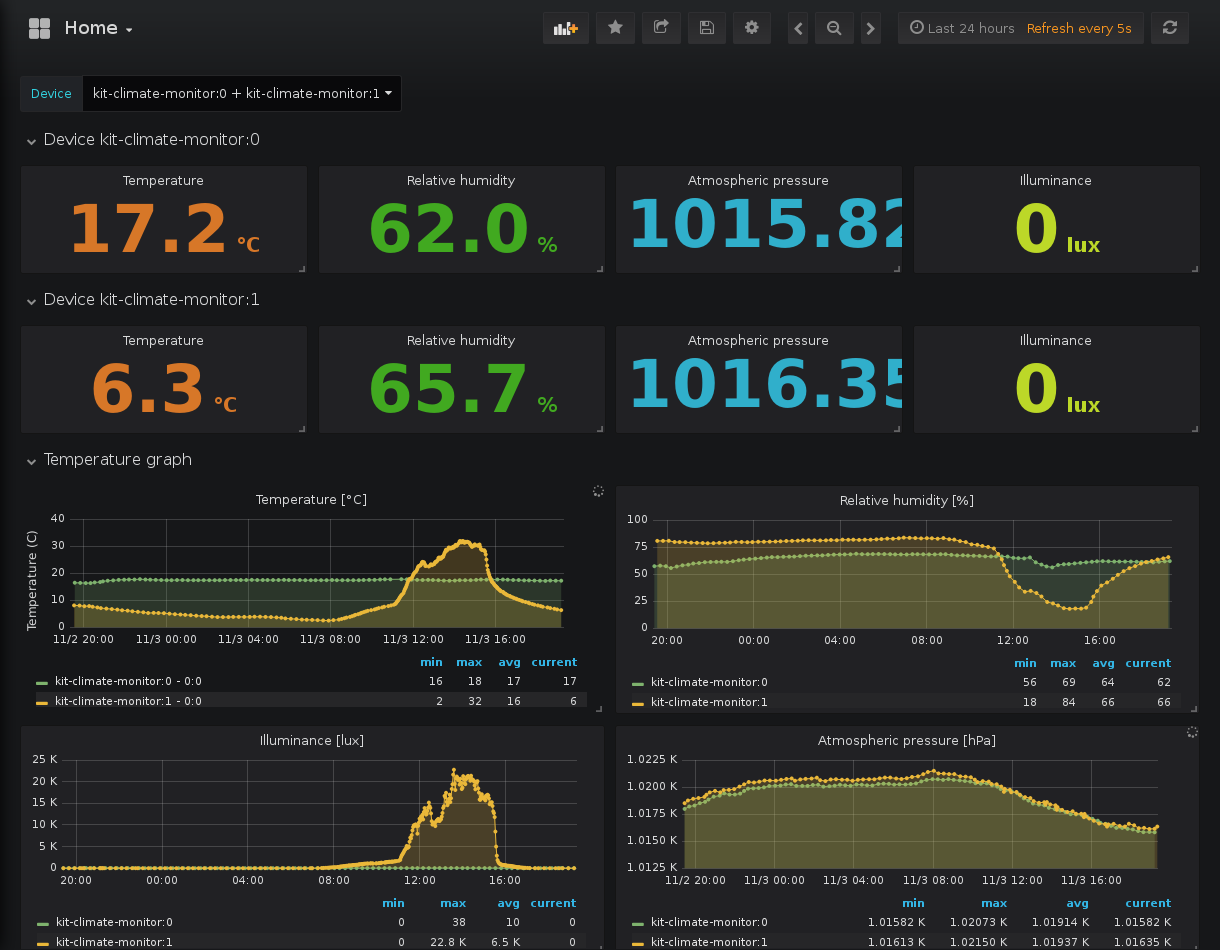 Home
Last 24 hours Refresh every 5s
Device kit-climate-monitor:0 + kit-climate-monitor:1
Device kit-climate-monitor:0
Temperature Relative humidity Atmospheric pressure Illuminance
17.2 °C 62.0 % 1015.82 0 lux
Device kit-climate-monitor:1
Temperature Relative humidity Atmospheric pressure Illuminance
6.3 °C 65.7 % 1016.35 0 lux
Temperature graph
Temperature [°C]
Temperature (C)
40
30
20
10
0
11/2 20:00 11/3 00:00 11/3 04:00 11/3 08:00 11/3 12:00 11/3 16:00
min max avg current
kit-climate-monitor:0 - 0:0 16 18 17 17
kit-climate-monitor:1 - 0:0 2 32 16 6
Relative humidity [%]
100
75
50
25
0
20:00 00:00 04:00 08:00 12:00 16:00
min max avg current
kit-climate-monitor:0 56 69 64 62
kit-climate-monitor:1 18 84 66 66
Illuminance [lux]
25 K
20 K
15 K
10 K
5 K
0
20:00 00:00 04:00 08:00 12:00 16:00
min max avg current
kit-climate-monitor:0 0 38 10 0
kit-climate-monitor:1 0 22.8 K 6.5 K 0
Atmospheric pressure [hPa]
1.0225 K
1.0200 K
1.0175 K
1.0150 K
1.0125 K
11/2 20:00 11/3 00:00 11/3 04:00 11/3 08:00 11/3 12:00 11/3 16:00
min max avg current
kit-climate-monitor:0 1.01582 K 1.02073 K 1.01914 K 1.01582 K
kit-climate-monitor:1 1.01613 K 1.02150 K 1.01937 K 1.01635 K